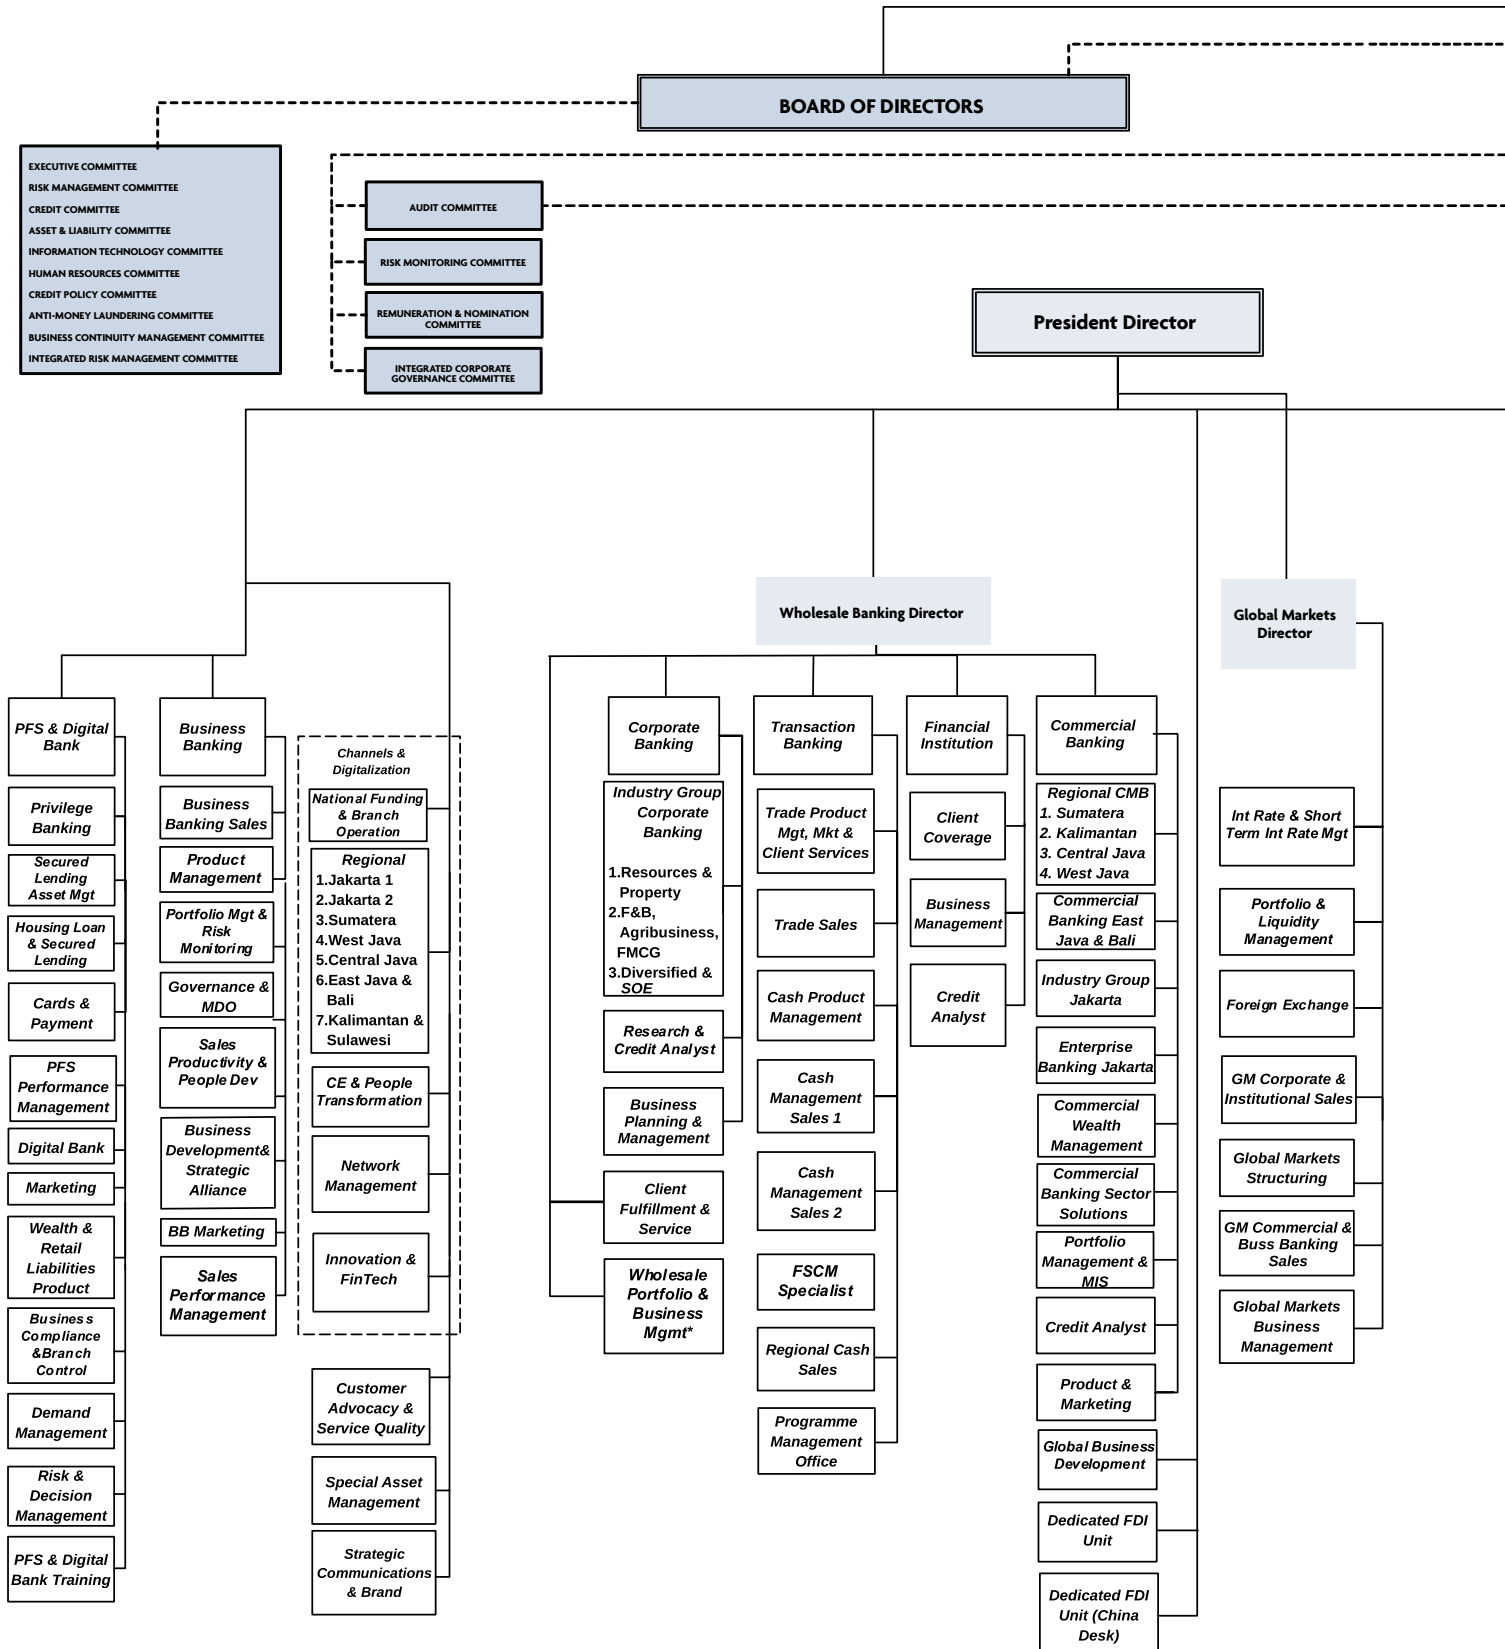 BOARD OF DIRECTORS
EXECUTIVE COMMITTEE
RISK MANAGEMENT COMMITTEE
CREDIT COMMITTEE
ASSET & LIABILITY COMMITTEE
INFORMATION TECHNOLOGY COMMITTEE
HUMAN RESOURCES COMMITTEE
CREDIT POLICY COMMITTEE
ANTI-MONEY LAUNDERING COMMITTEE
BUSINESS CONTINUITY MANAGEMENT COMMITTEE
INTEGRATED RISK MANAGEMENT COMMITTEE
AUDIT COMMITTEE
RISK MONITORING COMMITTEE
REMUNERATION & NOMINATION
COMMITTEE
INTEGRATED CORPORATE
GOVERNANCE COMMITTEE
President Director
Wholesale Banking Director
Global Markets
Director
PFS & Digital
Bank
Privilege
Banking
Secured
Lending
Asset Mgt
Housing Loan
& Secured
Lending
Cards &
Payment
PFS
Performance
Management
Digital Bank
Marketing
Wealth &
Retail
Liabilities
Product
Business
Compliance
&Branch
Control
Demand
Management
Risk &
Decision
Management
PFS & Digital
Bank Training
Business
Banking
Business
Banking Sales
Product
Management
Portfolio Mgt &
Risk
Monitoring
Governance &
MDO
Sales
Productivity &
People Dev
Business
Development&
Strategic
Alliance
BB Marketing
Sales
Performance
Management
Channels &
Digitalization
National Funding
& Branch
Operation
Regional
1.Jakarta 1
2.Jakarta 2
3.Sumatera
4.West Java
5.Central Java
6.East Java &
Bali
7.Kalimantan &
Sulawesi
CE & People
Transformation
Network
Management
Innovation &
FinTech
Customer
Advocacy &
Service Quality
Special Asset
Management
Strategic
Communications
& Brand
Corporate
Banking
Industry Group
Corporate
Banking
1.Resources &
Property
2.F&B,
Agribusiness,
FMCG
3.Diversified &
SOE
Research &
Credit Analyst
Business
Planning &
Management
Client
Fulfillment &
Service
Wholesale
Portfolio &
Business
Mgmt*
Transaction
Banking
Trade Product
Mgt, Mkt &
Client Services
Trade Sales
Cash Product
Management
Cash
Management
Sales 1
Cash
Management
Sales 2
FSCM
Specialist
Regional Cash
Sales
Programme
Management
Office
Financial
Institution
Client
Coverage
Business
Management
Credit
Analyst
Commercial
Banking
Regional CMB
1. Sumatera
2. Kalimantan
3. Central Java
4. West Java
Commercial
Banking East
Java & Bali
Industry Group
Jakarta
Enterprise
Banking Jakarta
Commercial
Wealth
Management
Commercial
Banking Sector
Solutions
Portfolio
Management &
MIS
Credit Analyst
Product &
Marketing
Global Business
Development
Dedicated FDI
Unit
Dedicated FDI
Unit (China
Desk)
Int Rate & Short
Term Int Rate Mgt
Portfolio &
Liquidity
Management
Foreign Exchange
GM Corporate &
Institutional Sales
Global Markets
Structuring
GM Commercial &
Buss Banking
Sales
Global Markets
Business
Management